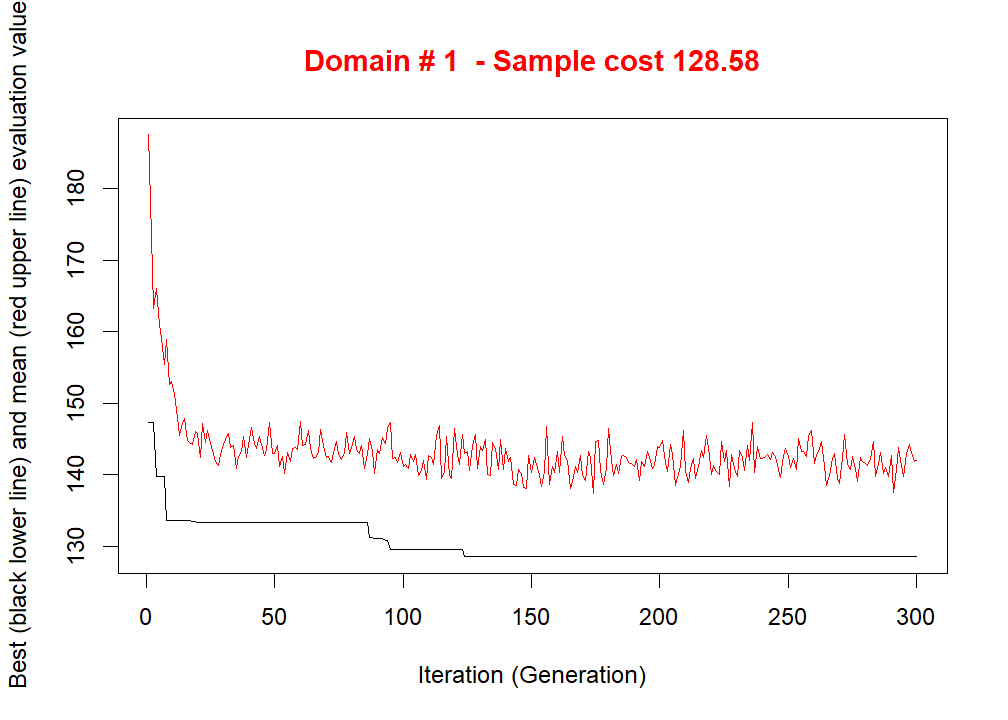 Domain # 1  - Sample cost 128.58
Best (black lower line) and mean (red upper line) evaluation value
180
170
160
150
140
130
0 50 100 150 200 250 300
Iteration (Generation)